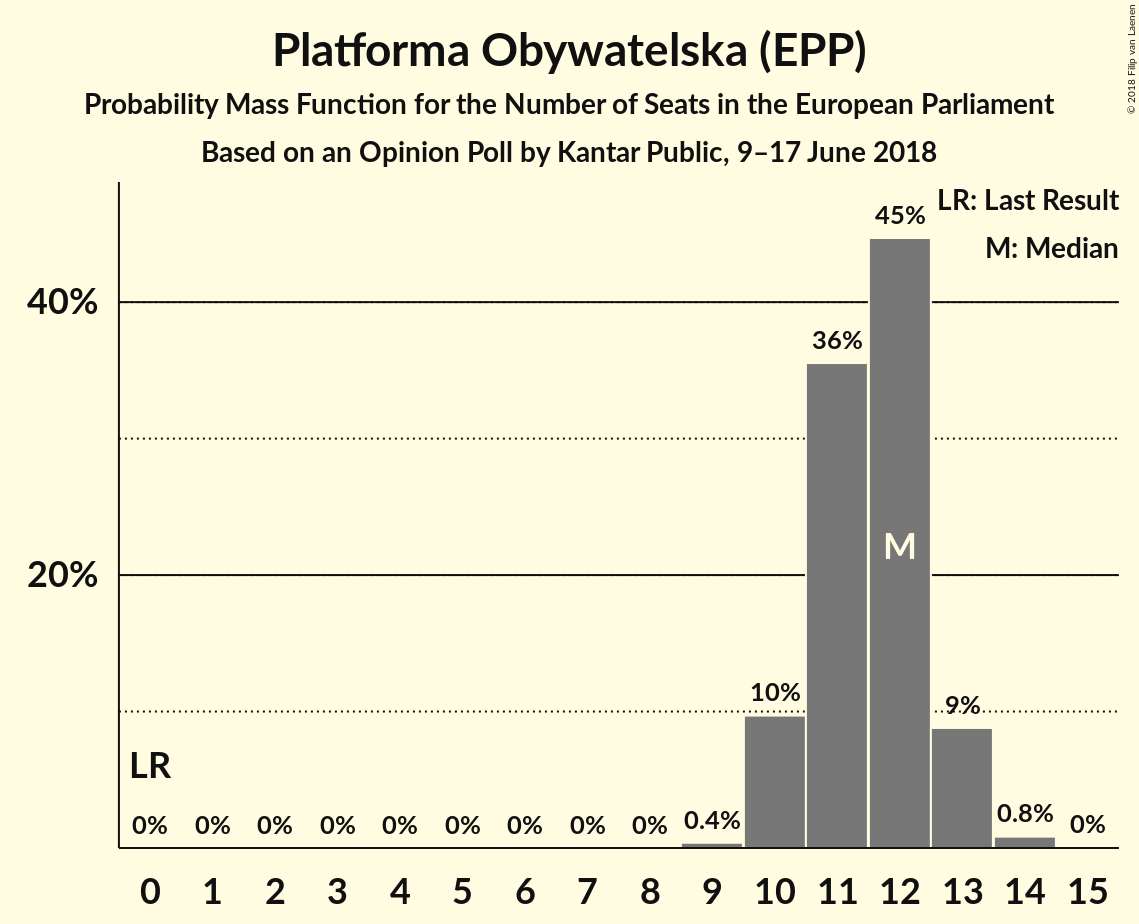 Platforma Obywatelska (EPP)
Probability Mass Function for the Number of Seats in the European Parliament
Based on an Opinion Poll by Kantar Public, 9–17 June 2018
© 2018 Filip van Laenen
LR: Last Result
M: Median
45%
40%
36%
M
20%
10%
9%
LR
0% 0% 0% 0% 0% 0% 0% 0% 0% 0.4% 0.8% 0%
0 1 2 3 4 5 6 7 8 9 10 11 12 13 14 15